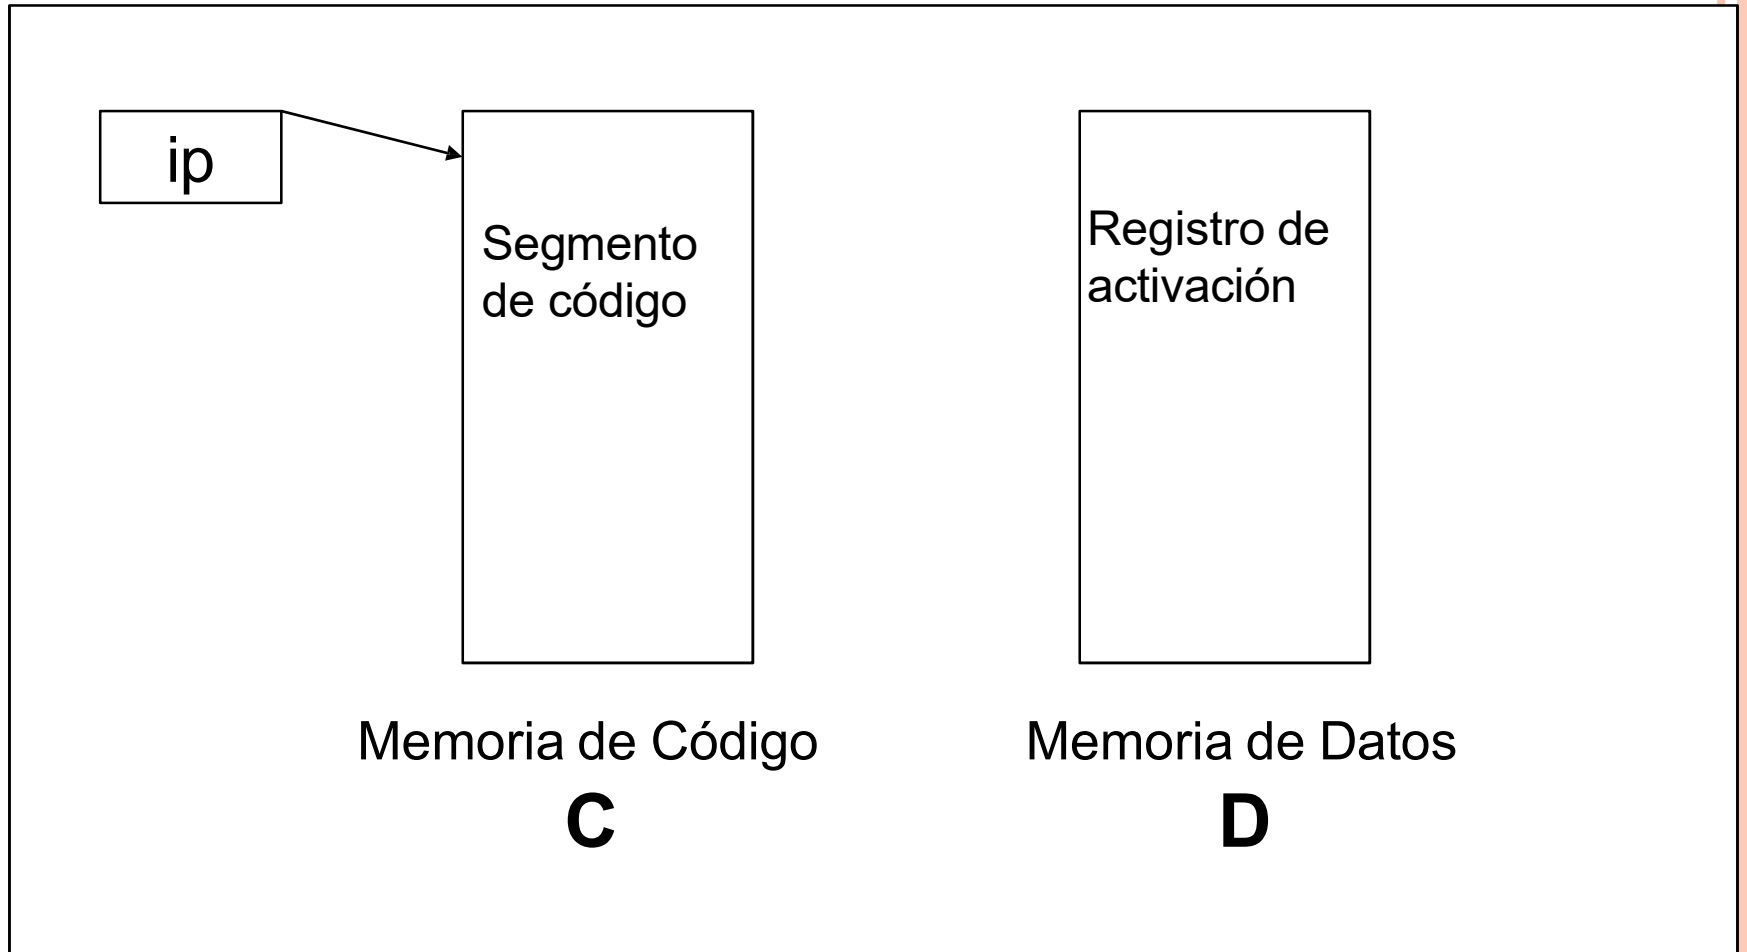 ip
Segmento
de código
Registro de
activación
Memoria de Código
C
Memoria de Datos
D